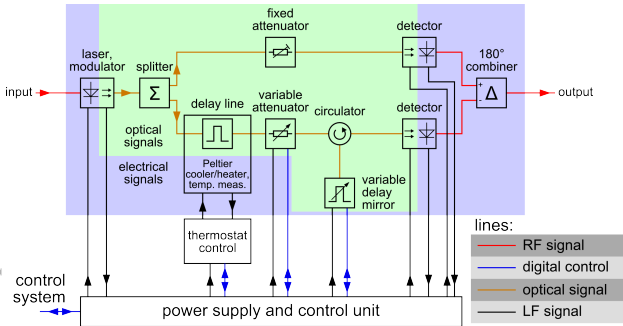 fixed
attenuator
detector
laser,
modulator
splitter
180°
combiner
input
Σ
delay line
variable
attenuator
circulator
detector
+
-
Δ
output
optical
signals
electrical
signals
Peltier
cooler/heater,
temp. meas.
variable
delay
mirror
thermostat
control
lines:
RF signal
digital control
optical signal
LF signal
control
system
power supply and control unit